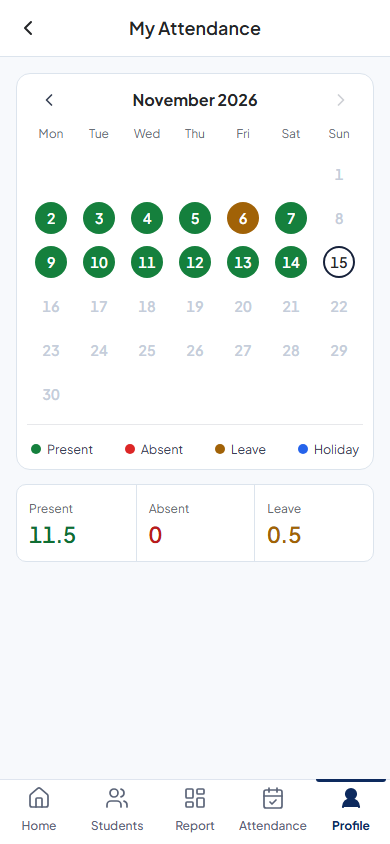 My Attendance
November 2026
Mon Tue Wed Thu Fri Sat Sun
1
2 3 4 5 6 7 8
9 10 11 12 13 14 15
16 17 18 19 20 21 22
23 24 25 26 27 28 29
30
Present Absent Leave Holiday
Present Absent Leave
11.5 0 0.5
Home Students Report Attendance Profile